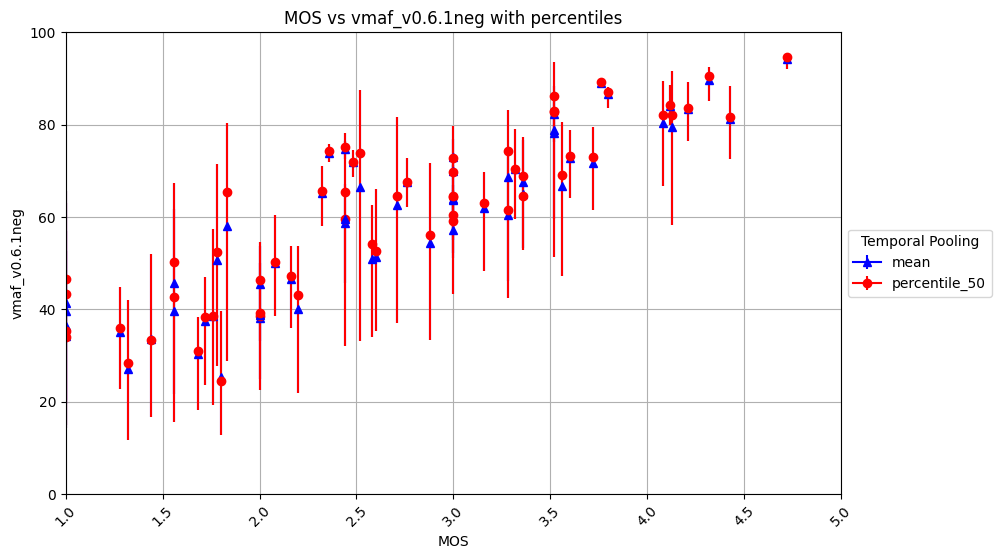 MOS vs vmaf_v0.6.1neg with percentiles
100
80
60
40
20
0
vmaf_v0.6.1neg
1.0
1.5
2.0
2.5
3.0
3.5
4.0
4.5
5.0
MOS
Temporal Pooling
mean
percentile_50